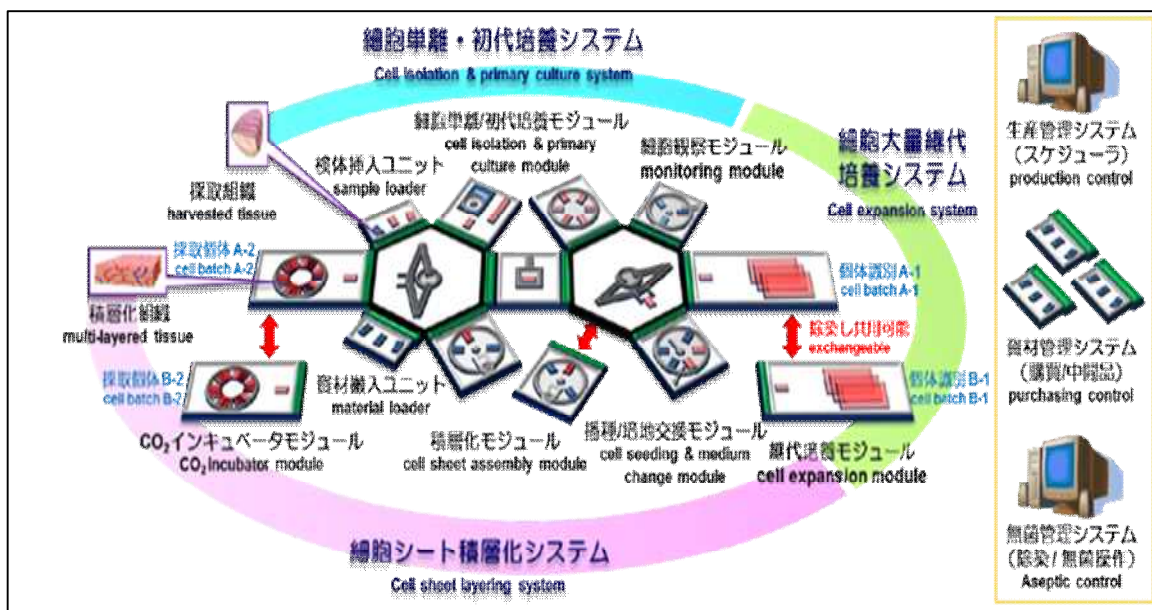 細胞単離・初代培養システム
Cell isolation & primary culture system
細胞単離/初代培養モジュール
cell isolation & primary
culture module
検体挿入ユニット
sample loader
細胞観察モジュール
monitoring module
細胞大量継代
培養システム
Cell expansion system
採取組織
harvested tissue
採取個体 A-2
cell batch A-2
個体識別 A-1
cell batch A-1
積層化組織
multi-layered tissue
除染し共用可能
exchangeable
採取個体 B-2
cell batch B-2
資材搬入ユニット
material loader
個体識別 B-1
cell batch B-1
CO₂インキュベータモジュール
CO₂ incubator module
積層化モジュール
cell sheet assembly module
播種/培地交換モジュール
cell seeding & medium
change module
継代培養モジュール
cell expansion module
細胞シート積層化システム
Cell sheet layering system
生産管理システム
(スケジューラ)
production control
資材管理システム
(購買/中間品)
purchasing control
無菌管理システム
(除染/無菌操作)
Aseptic control